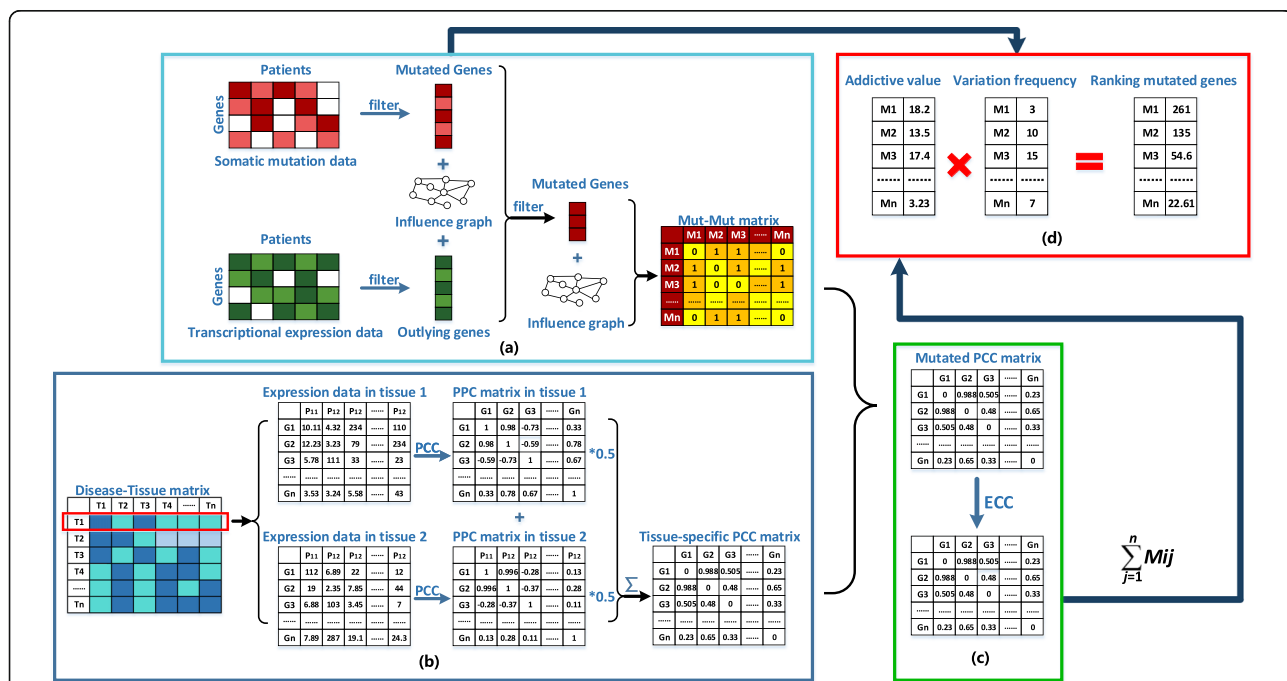 Patients
Genes
Somatic mutation data
filter
Mutated Genes
+
Influence graph
+
Patients
Genes
Transcriptional expression data
filter
Outlying genes
filter
Mutated Genes
+
Influence graph
Mut-Mut matrix
M1 M2 M3 ······ Mn
M1 0 1 1 ······ 0
M2 1 0 1 ······ 1
M3 1 0 0 ······ 1
······ ······ ······ ······ ······ ······
Mn 0 1 1 ······ 0
(a)
Addictive value
M1 18.2
M2 13.5
M3 17.4
······ ······
Mn 3.23
×
Variation frequency
M1 3
M2 10
M3 15
······ ······
Mn 7
=
Ranking mutated genes
M1 261
M2 135
M3 54.6
······ ······
Mn 22.61
(d)
Disease-Tissue matrix
T1 T2 T3 T4 ······ Tn
T1
T2
T3
T4
······
Tn
Expression data in tissue 1
P11 P12 P12 ······ P12
G1 10.11 4.32 234 ······ 110
G2 12.23 3.23 79 ······ 234
G3 5.78 111 33 ······ 23
······ ······ ······ ······ ······ ······
Gn 3.53 3.24 5.58 ······ 43
PCC
PPC matrix in tissue 1
G1 G2 G3 ······ Gn
G1 1 0.98 -0.73 ······ 0.33
G2 0.98 1 -0.59 ······ 0.78
G3 -0.59 -0.73 1 ······ 0.67
······ ······ ······ ······ ······ ······
Gn 0.33 0.78 0.67 ······ 1
*0.5
+
Expression data in tissue 2
P11 P12 P12 ······ P12
G1 112 6.89 22 ······ 12
G2 19 2.35 7.85 ······ 44
G3 6.88 103 3.45 ······ 7
······ ······ ······ ······ ······ ······
Gn 7.89 287 19.1 ······ 24.3
PCC
PPC matrix in tissue 2
P11 P12 P12 ······ P12
G1 1 0.996 -0.28 ······ 0.13
G2 0.996 1 -0.37 ······ 0.28
G3 -0.28 -0.37 1 ······ 0.11
······ ······ ······ ······ ······ ······
Gn 0.13 0.28 0.11 ······ 1
*0.5
Σ
Tissue-specific PCC matrix
G1 G2 G3 ······ Gn
G1 0 0.988 0.505 ······ 0.23
G2 0.988 0 0.48 ······ 0.65
G3 0.505 0.48 0 ······ 0.33
······ ······ ······ ······ ······ ······
Gn 0.23 0.65 0.33 ······ 0
(b)
Mutated PCC matrix
G1 G2 G3 ······ Gn
G1 0 0.988 0.505 ······ 0.23
G2 0.988 0 0.48 ······ 0.65
G3 0.505 0.48 0 ······ 0.33
······ ······ ······ ······ ······ ······
Gn 0.23 0.65 0.33 ······ 0
ECC
G1 G2 G3 ······ Gn
G1 0 0.988 0.505 ······ 0.23
G2 0.988 0 0.48 ······ 0.65
G3 0.505 0.48 0 ······ 0.33
······ ······ ······ ······ ······ ······
Gn 0.23 0.65 0.33 ······ 0
(c)
n
∑ Mij
j=1